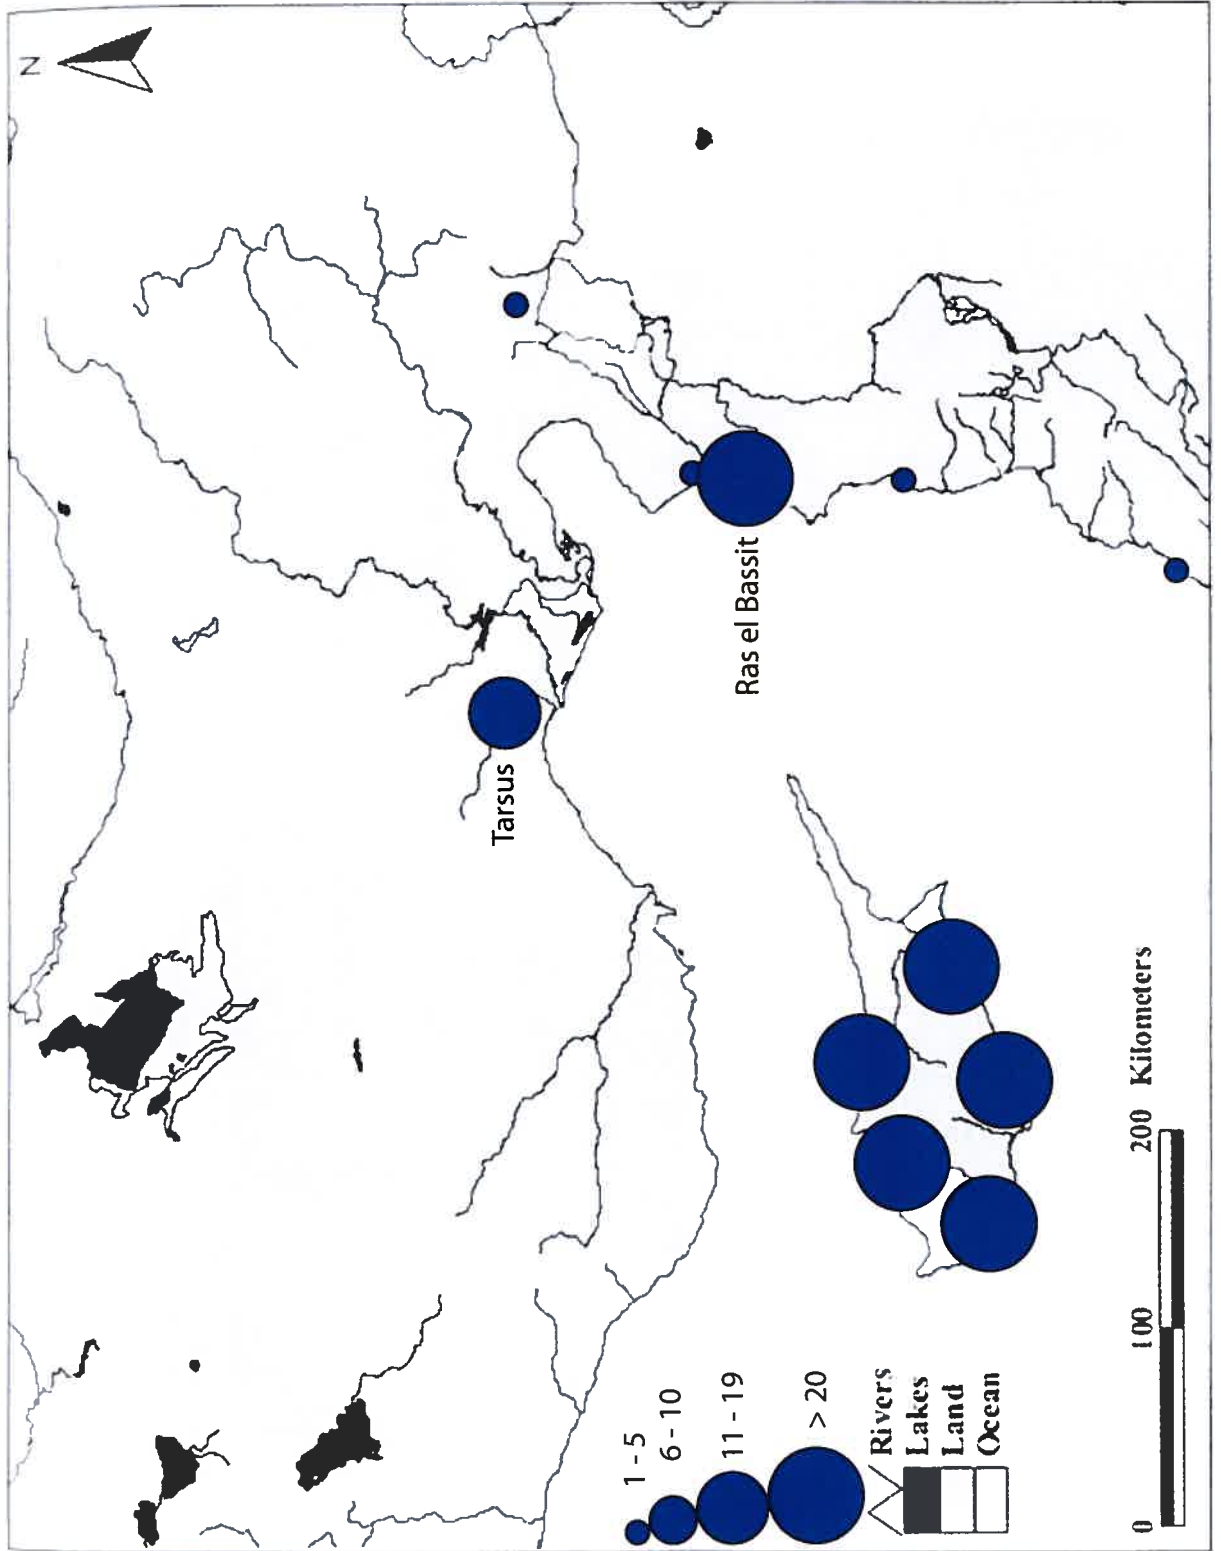 N
Tarsus
Ras el Bassit
1 - 5
6 - 10
11 - 19
> 20
Rivers
Lakes
Land
Ocean
0 100 200 Kilometers